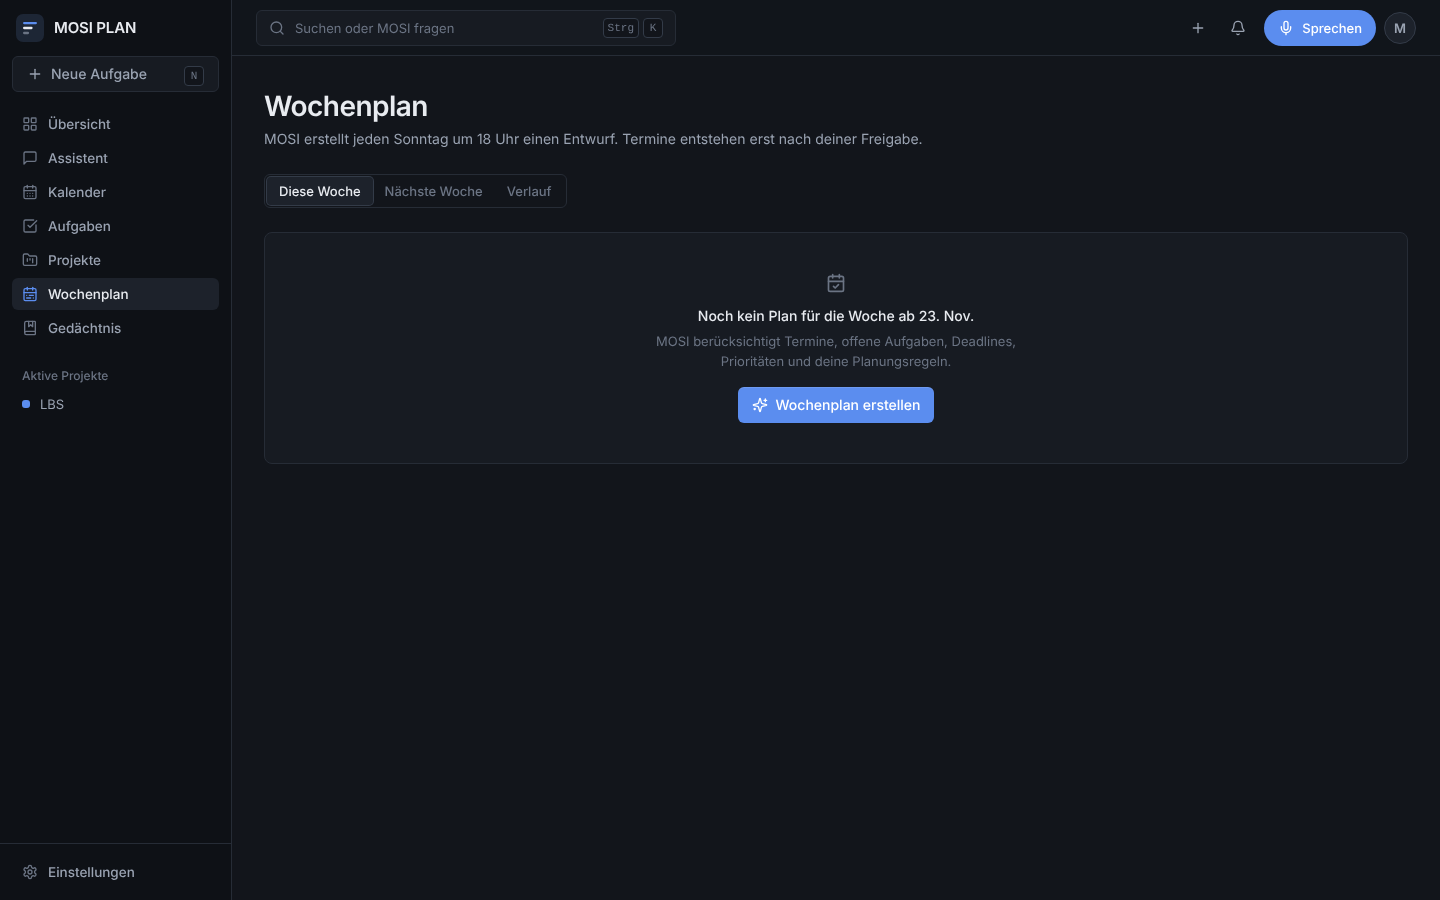 MOSI PLAN
Neue Aufgabe N
Übersicht
Assistent
Kalender
Aufgaben
Projekte
Wochenplan
Gedächtnis
Aktive Projekte
LBS
Einstellungen
Suchen oder MOSI fragen Strg K
Sprechen M
Wochenplan
MOSI erstellt jeden Sonntag um 18 Uhr einen Entwurf. Termine entstehen erst nach deiner Freigabe.
Diese Woche Nächste Woche Verlauf
Noch kein Plan für die Woche ab 23. Nov.
MOSI berücksichtigt Termine, offene Aufgaben, Deadlines,
Prioritäten und deine Planungsregeln.
Wochenplan erstellen